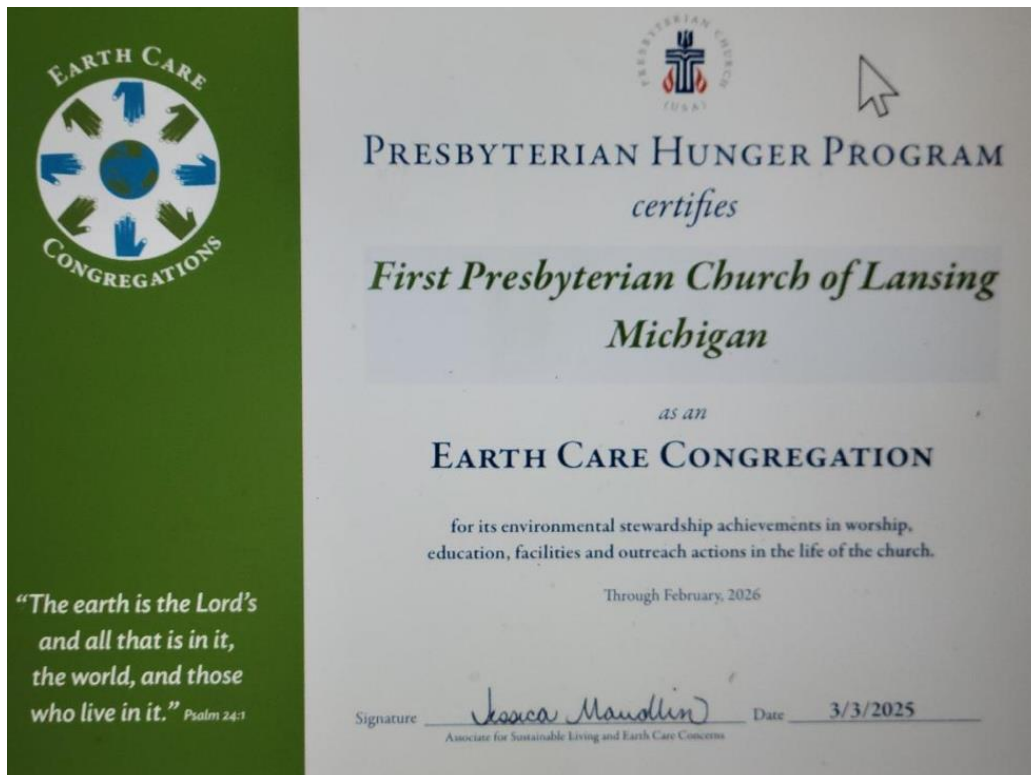 EARTH CARE
CONGREGATIONS
"The earth is the Lord's
and all that is in it,
the world, and those
who live in it." Psalm 24:1
PRESBYTERIAN CHURCH
(USA)
PRESBYTERIAN HUNGER PROGRAM
certifies
First Presbyterian Church of Lansing
Michigan
as an
EARTH CARE CONGREGATION
for its environmental stewardship achievements in worship,
education, facilities and outreach actions in the life of the church.
Through February, 2026
Signature Jessica Maudlin Date 3/3/2025
Associate for Sustainable Living and Earth Care Concerns